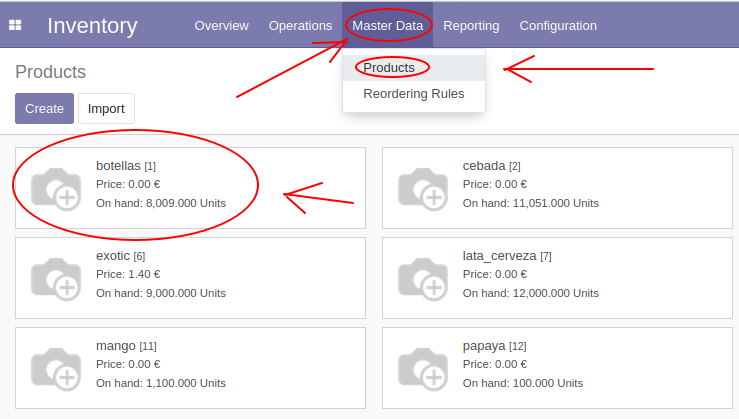 Inventory Overview Operations Master Data Reporting Configuration
Products
Reordering Rules
Products
Create Import
botellas [1]
Price: 0.00 €
On hand: 8,009.000 Units
cebada [2]
Price: 0.00 €
On hand: 11,051.000 Units
exotic [6]
Price: 1.40 €
On hand: 9,000.000 Units
lata_cerveza [7]
Price: 0.00 €
On hand: 12,000.000 Units
mango [11]
Price: 0.00 €
On hand: 1,100.000 Units
papaya [12]
Price: 0.00 €
On hand: 100.000 Units